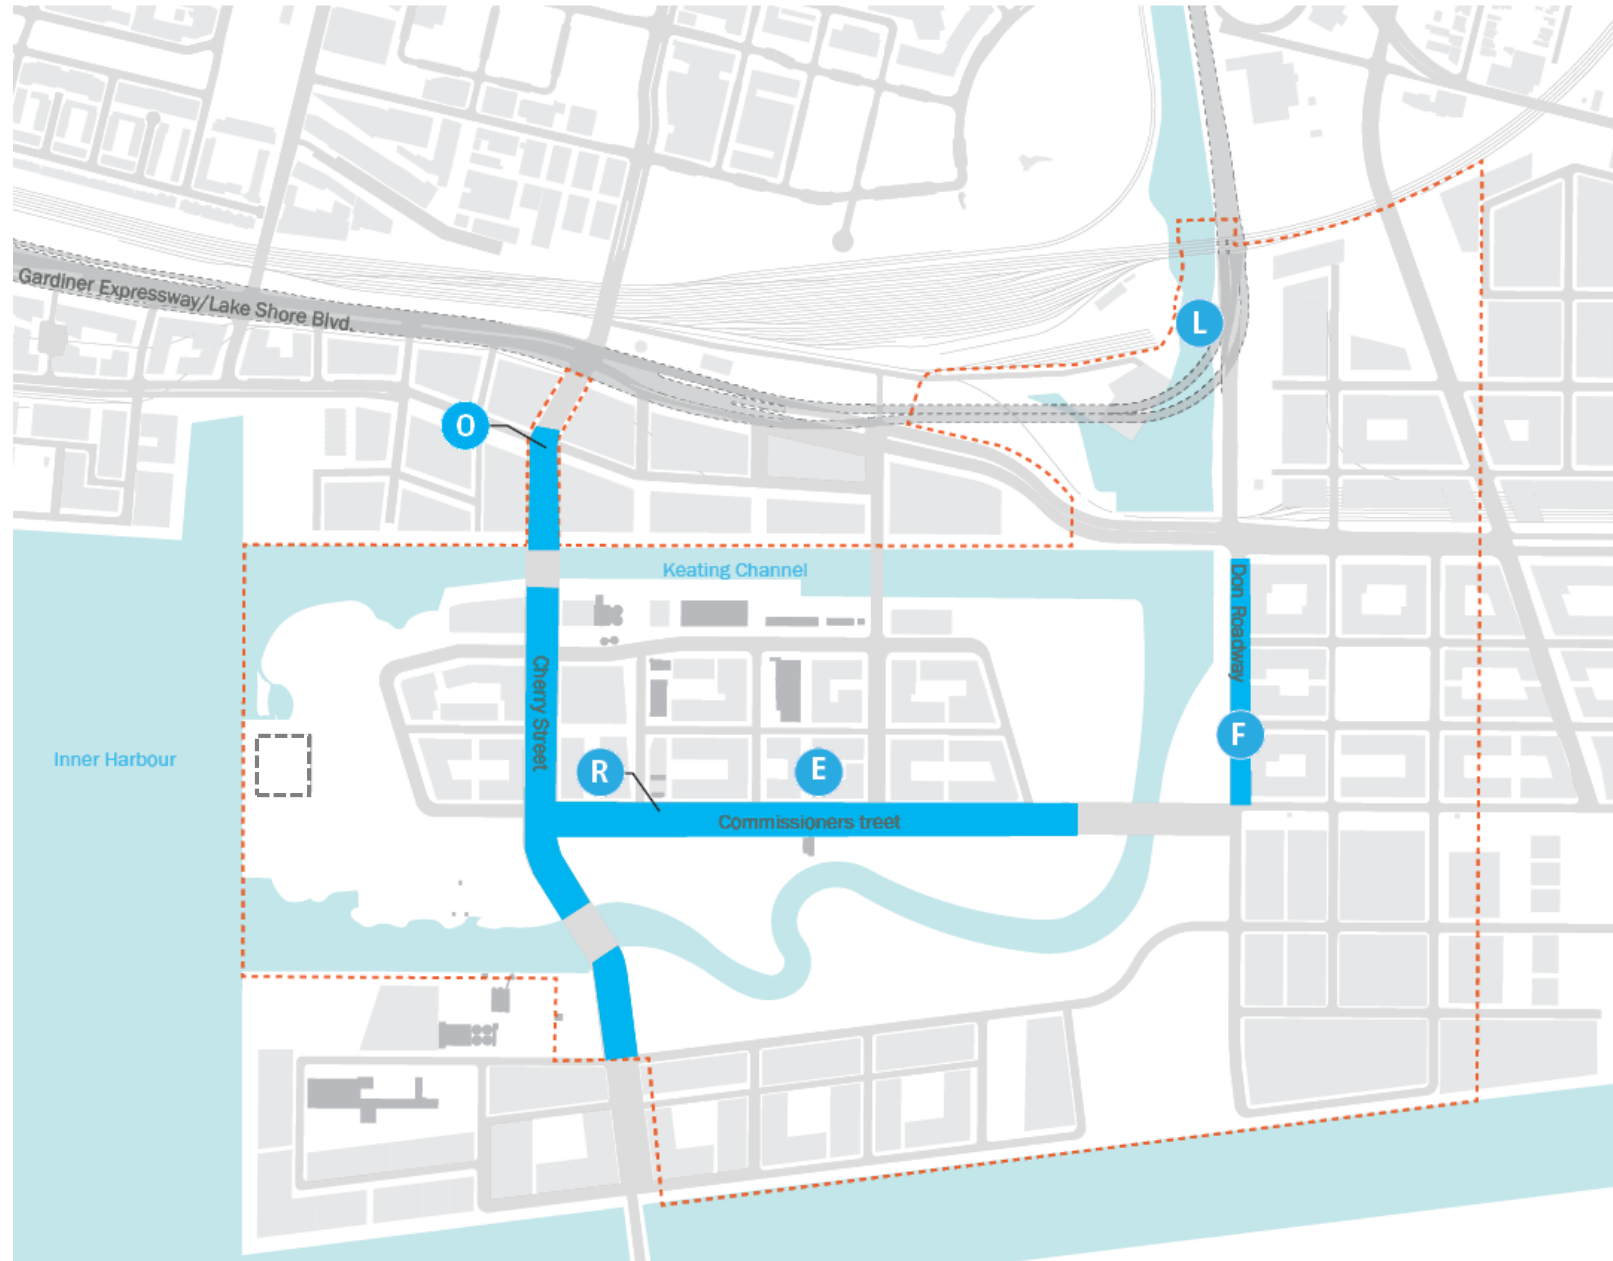 Gardiner Expressway/Lake Shore Blvd.
L
O
Keating Channel
Don Roadway
Cherry Street
Inner Harbour
F
R
E
Commissioners treet